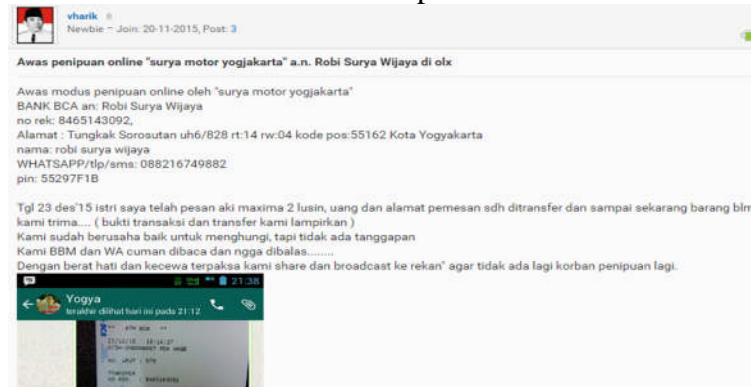 vharik
Newbie - Join: 20-11-2015, Post: 3
Awas penipuan online "surya motor yogjakarta" a.n. Robi Surya Wijaya di olx
Awas modus penipuan online oleh "surya motor yogjakarta"
BANK BCA an: Robi Surya Wijaya
no rek: 8465143092,
Alamat : Tungkak Sorosutan uh6/828 rt:14 rw:04 kode pos:55162 Kota Yogyakarta
nama: robi surya wijaya
WHATSAPP/tlp/sms: 088216749882
pin: 55297F1B
Tgl 23 des'15 istri saya telah pesan aki maxima 2 lusin, uang dan alamat pemesan sdh ditransfer dan sampai sekarang barang blm
kami trima.... ( bukti transaksi dan transfer kami lampirkan )
Kami sudah berusaha baik untuk menghungi, tapi tidak ada tanggapan
Kami BBM dan WA cuman dibaca dan ngga dibalas........
Dengan berat hati dan kecewa terpaksa kami share dan broadcast ke rekan" agar tidak ada lagi korban penipuan lagi.
21:38
Yogya
terakhir dilihat hari ini pada 21:12